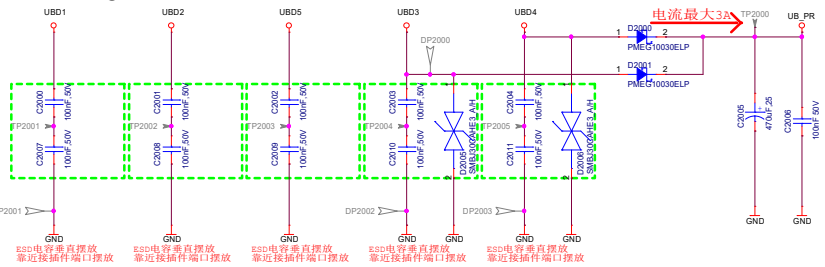 UBD1
UBD2
UBD5
UBD3
UBD4
电流最大3A
TP2000
UB_PR
DP2000
D2000
1
2
PMEG10030ELP
D2001
1
2
PMEG10030ELP
C2000
100nF,50V
C2001
100nF,50V
C2002
100nF,50V
C2003
100nF,50V
C2004
100nF,50V
1
1
TP2001
TP2002
TP2003
TP2004
TP2005
C2007
100nF,50V
C2008
100nF,50V
C2009
100nF,50V
C2010
100nF,50V
D2005
2
C2011
100nF,50V
D2006
2
C2005
470uF,25
C2006
100nF 50V
DP2002
DP2003
GND
GND
GND
GND
GND
GND
GND
GND
GND
ESD电容垂直摆放
靠近接插件端口摆放
ESD电容垂直摆放
靠近接插件端口摆放
ESD电容垂直摆放
靠近接插件端口摆放
ESD电容垂直摆放
靠近接插件端口摆放
ESD电容垂直摆放
靠近接插件端口摆放